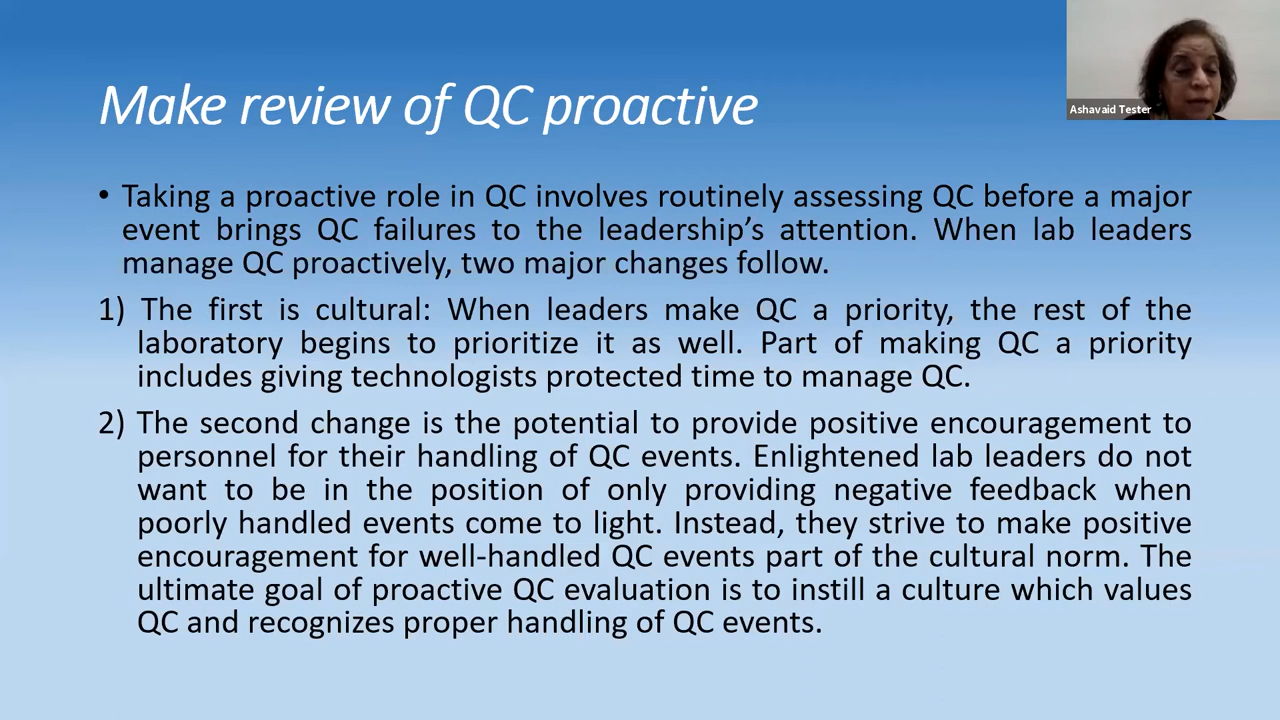 Make review of QC proactive
Ashavaid Tester
• Taking a proactive role in QC involves routinely assessing QC before a major
event brings QC failures to the leadership’s attention. When lab leaders
manage QC proactively, two major changes follow.
1) The first is cultural: When leaders make QC a priority, the rest of the
laboratory begins to prioritize it as well. Part of making QC a priority
includes giving technologists protected time to manage QC.
2) The second change is the potential to provide positive encouragement to
personnel for their handling of QC events. Enlightened lab leaders do not
want to be in the position of only providing negative feedback when
poorly handled events come to light. Instead, they strive to make positive
encouragement for well-handled QC events part of the cultural norm. The
ultimate goal of proactive QC evaluation is to instill a culture which values
QC and recognizes proper handling of QC events.